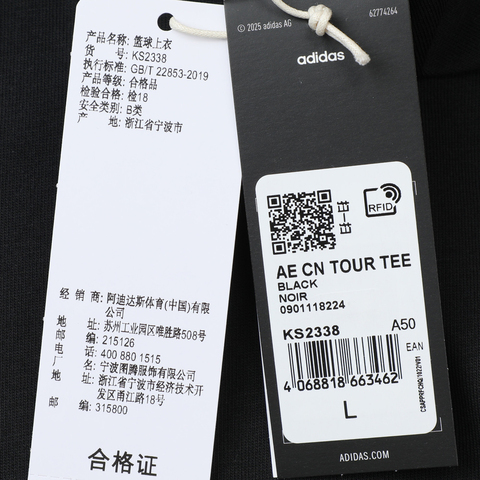 产品名称: 篮球上衣
货 号: KS2338
执行标准: GB/T 22853-2019
产品等级: 合格品
检验合格: 检18
安全类别: B类
产 地: 浙江省宁波市
经 销 商: 阿迪达斯体育(中国)有限
公司
地 址: 苏州工业园区唯胜路508号
邮 编: 215126
电 话: 400 880 1515
厂 名: 宁波图腾服饰有限公司
地 址: 浙江省宁波市经济技术开
发区甬江路18号
邮 编: 315800
合格证
© 2025 adidas AG
62774264
adidas
RFID
AE CN TOUR TEE
BLACK
NOIR
0901118224
KS2338
A50
EAN
4 068818 663462
L
ADIDAS.COM